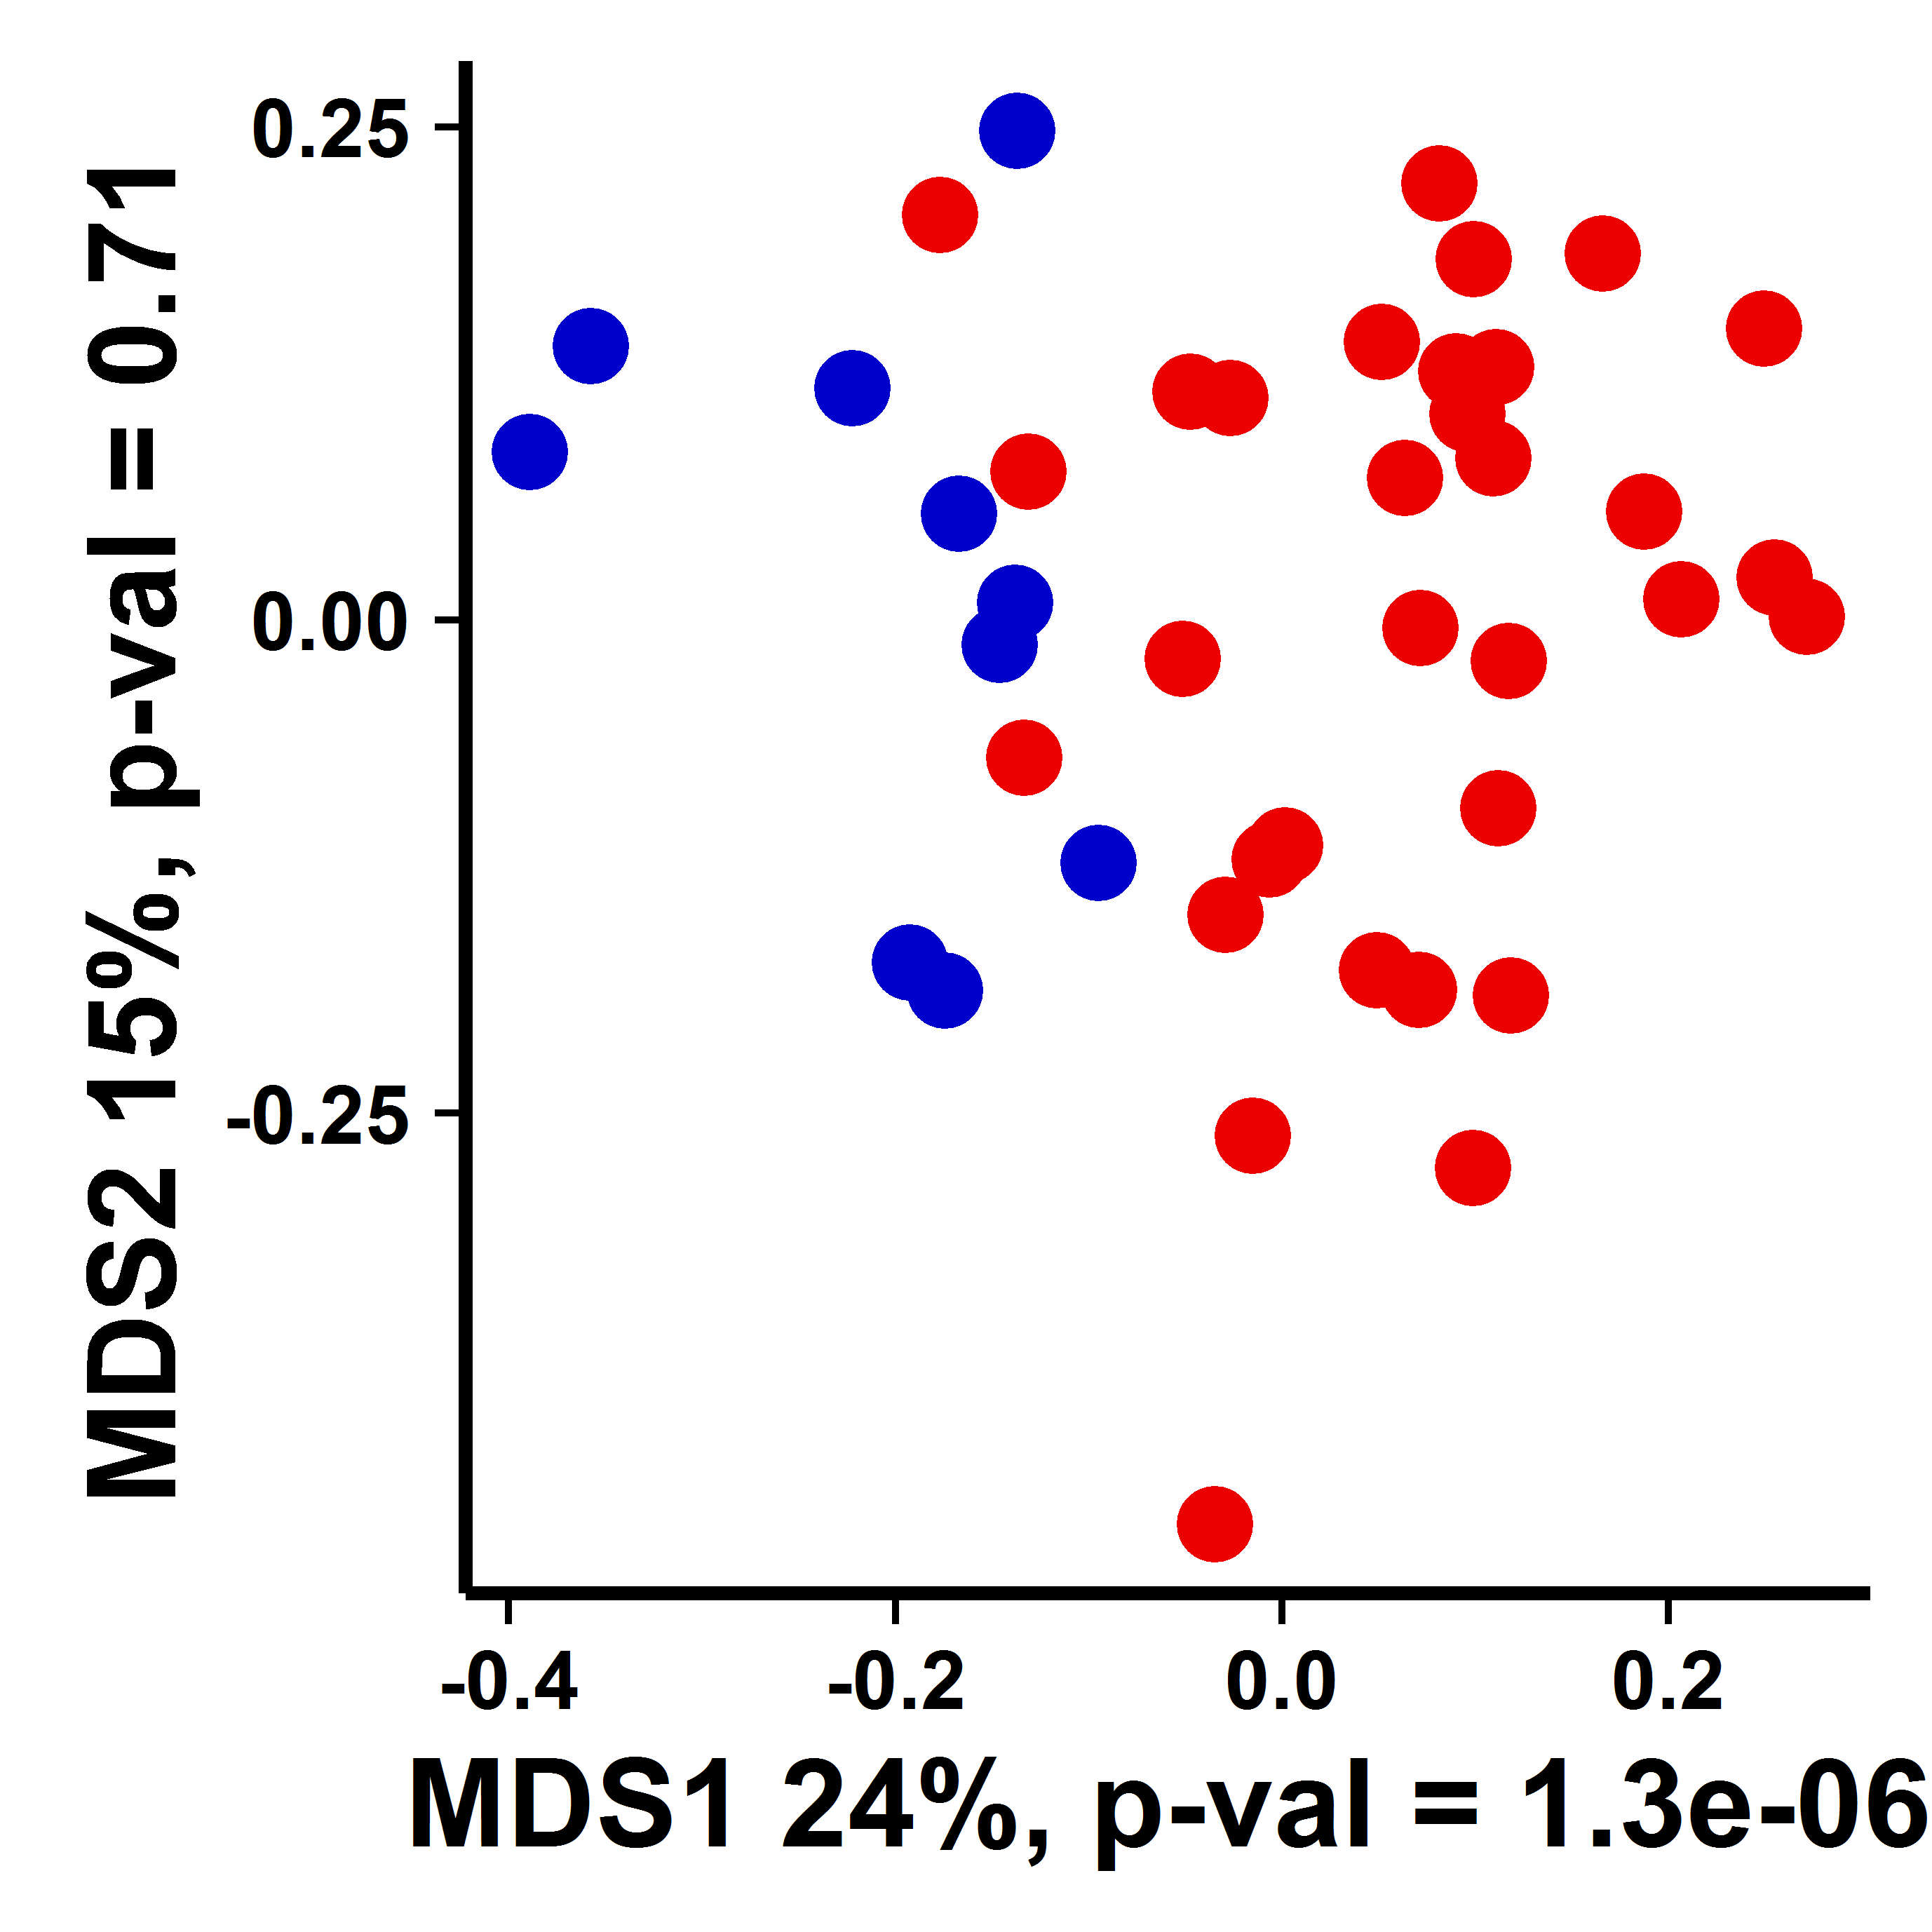 MDS2 15%, p-val = 0.71
0.25
0.00
-0.25
-0.4 -0.2 0.0 0.2
MDS1 24%, p-val = 1.3e-06